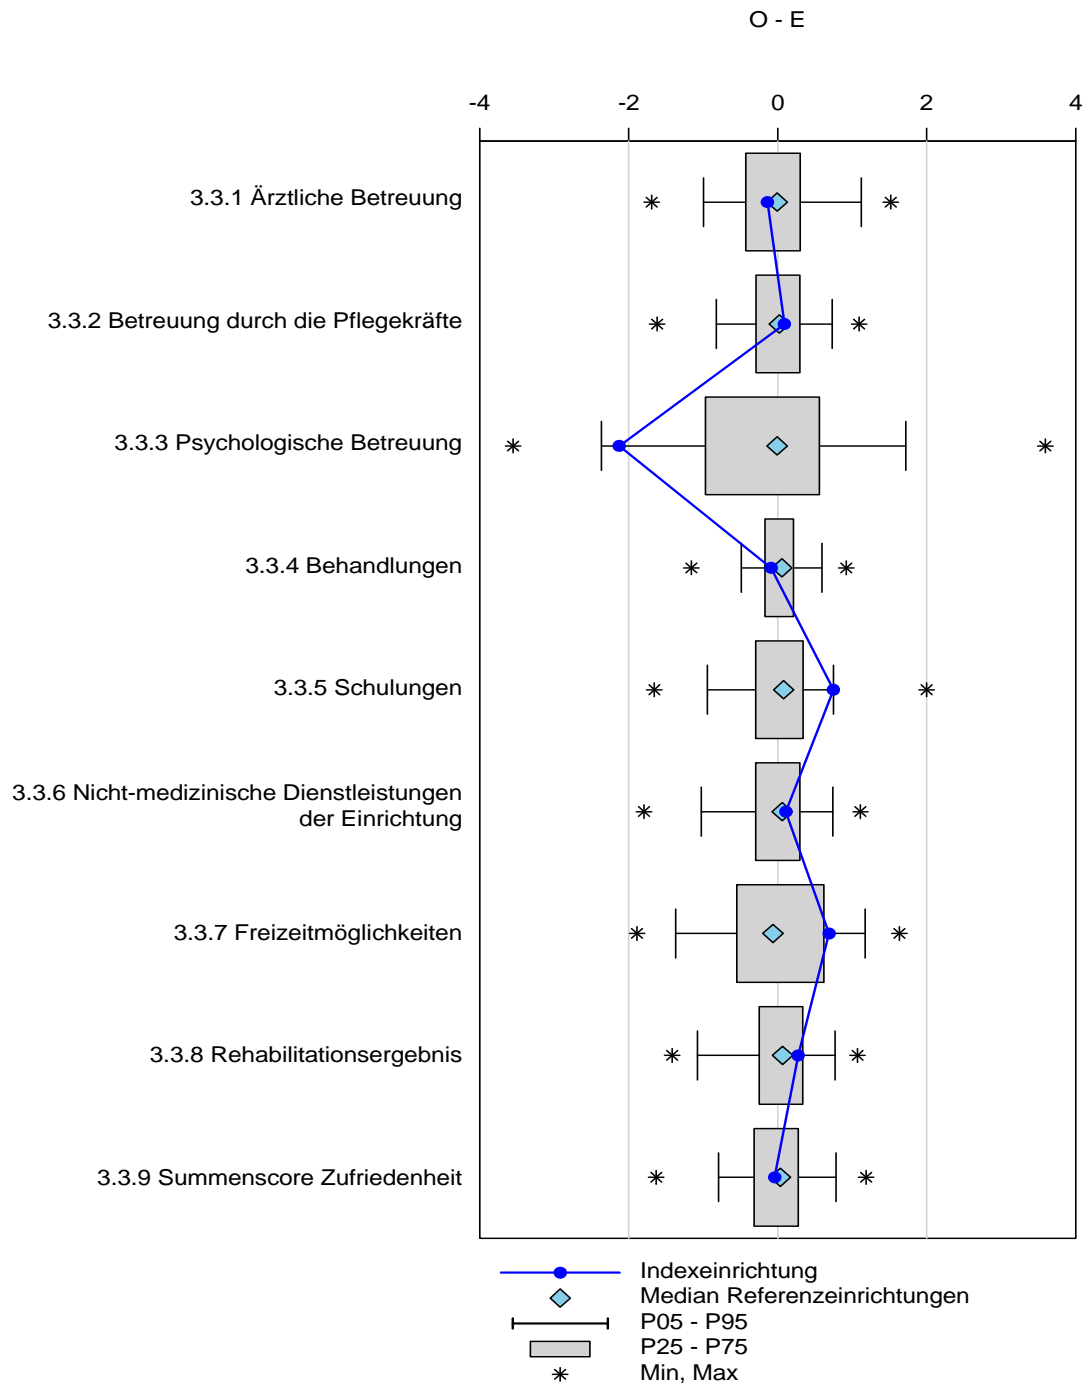 O - E
-4 -2 0 2 4
3.3.1 Ärztliche Betreuung
3.3.2 Betreuung durch die Pflegekräfte
3.3.3 Psychologische Betreuung
3.3.4 Behandlungen
3.3.5 Schulungen
3.3.6 Nicht-medizinische Dienstleistungen
der Einrichtung
3.3.7 Freizeitmöglichkeiten
3.3.8 Rehabilitationsergebnis
3.3.9 Summenscore Zufriedenheit
Indexeinrichtung
Median Referenzeinrichtungen
P05 - P95
P25 - P75
Min, Max